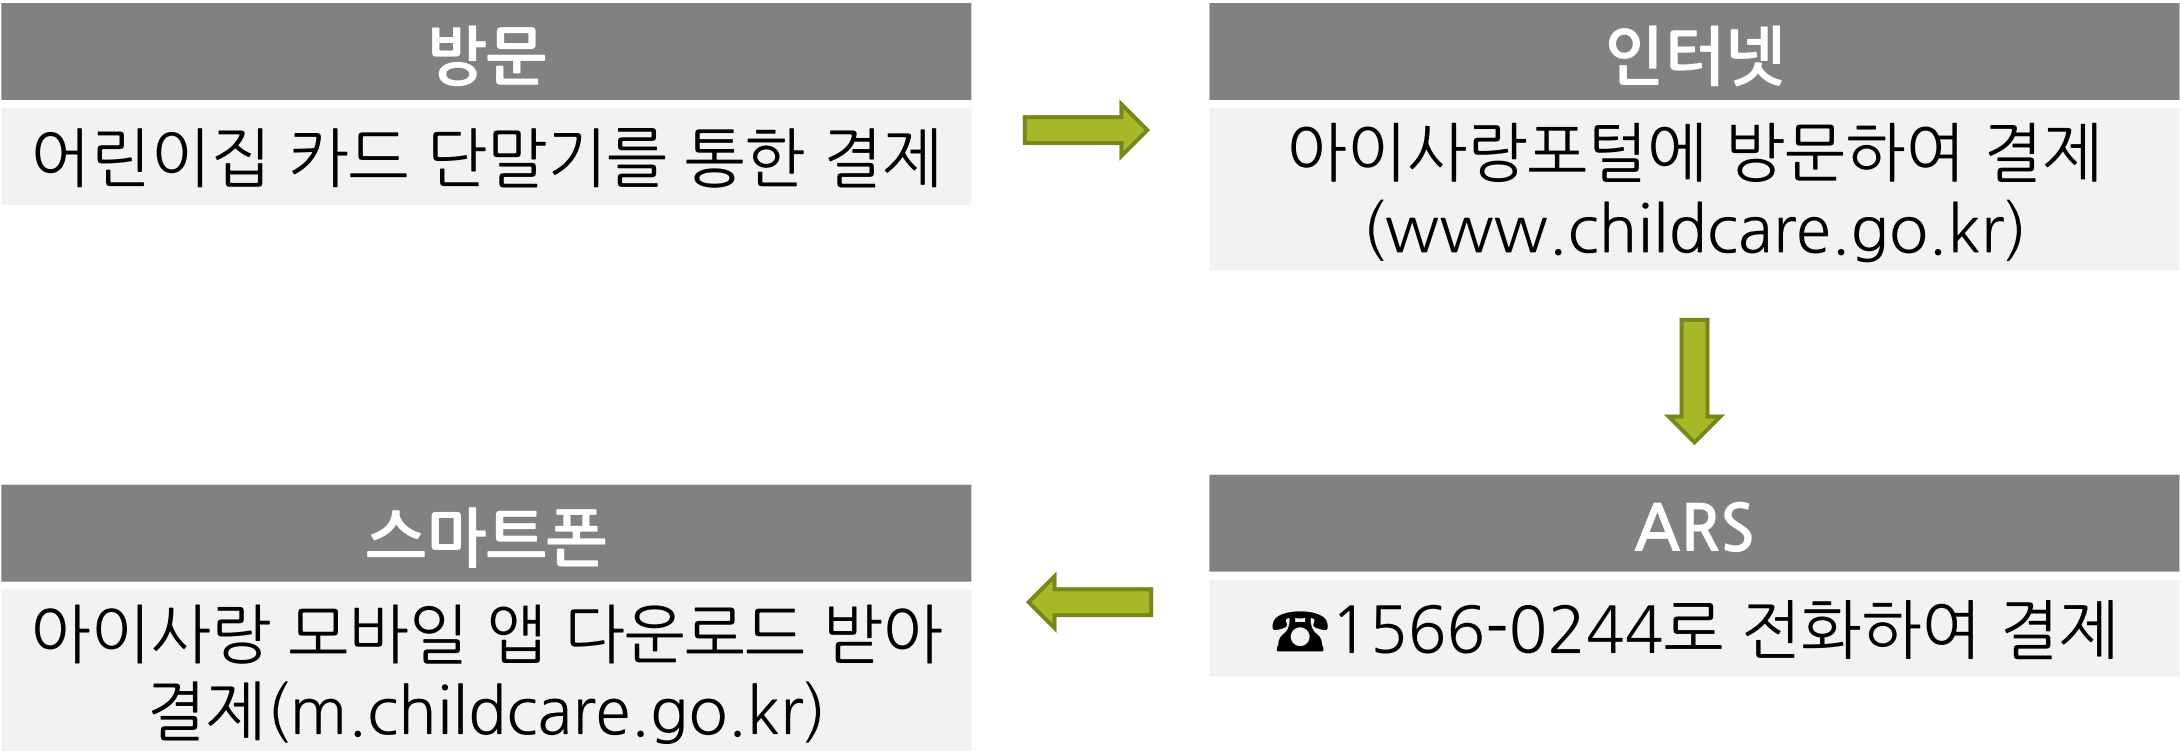 방문
어린이집 카드 단말기를 통한 결제
인터넷
아이사랑포털에 방문하여 결제
(www.childcare.go.kr)
ARS
☎1566-0244로 전화하여 결제
스마트폰
아이사랑 모바일 앱 다운로드 받아
결제(m.childcare.go.kr)